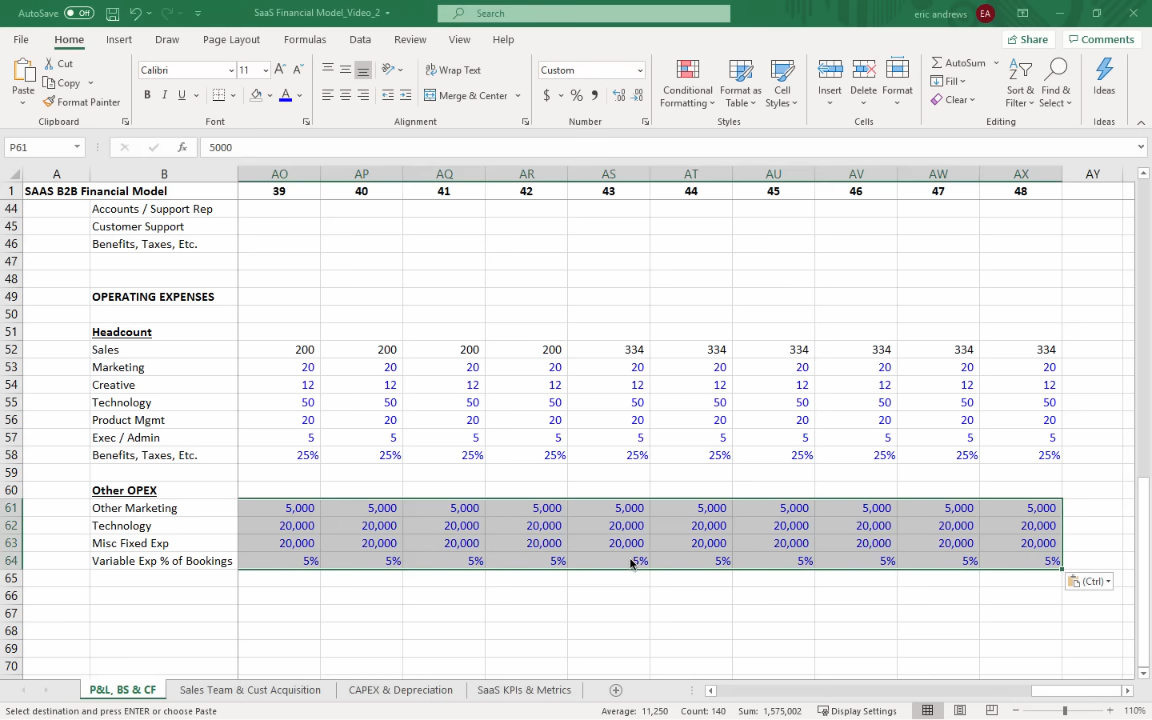 AutoSave Off SaaS Financial Model_Video_2 Search eric andrews EA
File Home Insert Draw Page Layout Formulas Data Review View Help Share Comments
Paste Cut Copy Format Painter Calibri 11 B I U Wrap Text Merge & Center Custom $ % Conditional Formatting Format as Table Cell Styles Insert Delete Format AutoSum Fill Clear Sort & Filter Find & Select Ideas
Clipboard Font Alignment Number Styles Cells Editing Ideas
P61 fx 5000
A B AO AP AQ AR AS AT AU AV AW AX AY
1 SAAS B2B Financial Model 39 40 41 42 43 44 45 46 47 48
44 Accounts / Support Rep
45 Customer Support
46 Benefits, Taxes, Etc.
47
48
49 OPERATING EXPENSES
50
51 Headcount
52 Sales 200 200 200 200 334 334 334 334 334 334
53 Marketing 20 20 20 20 20 20 20 20 20 20
54 Creative 12 12 12 12 12 12 12 12 12 12
55 Technology 50 50 50 50 50 50 50 50 50 50
56 Product Mgmt 20 20 20 20 20 20 20 20 20 20
57 Exec / Admin 5 5 5 5 5 5 5 5 5 5
58 Benefits, Taxes, Etc. 25% 25% 25% 25% 25% 25% 25% 25% 25% 25%
59
60 Other OPEX
61 Other Marketing 5,000 5,000 5,000 5,000 5,000 5,000 5,000 5,000 5,000 5,000
62 Technology 20,000 20,000 20,000 20,000 20,000 20,000 20,000 20,000 20,000 20,000
63 Misc Fixed Exp 20,000 20,000 20,000 20,000 20,000 20,000 20,000 20,000 20,000 20,000
64 Variable Exp % of Bookings 5% 5% 5% 5% 5% 5% 5% 5% 5% 5%
65 (Ctrl)
66
67
68
69
70
P&L, BS & CF Sales Team & Cust Acquisition CAPEX & Depreciation SaaS KPIs & Metrics
Select destination and press ENTER or choose Paste Average: 11,250 Count: 140 Sum: 1,575,002 Display Settings 110%